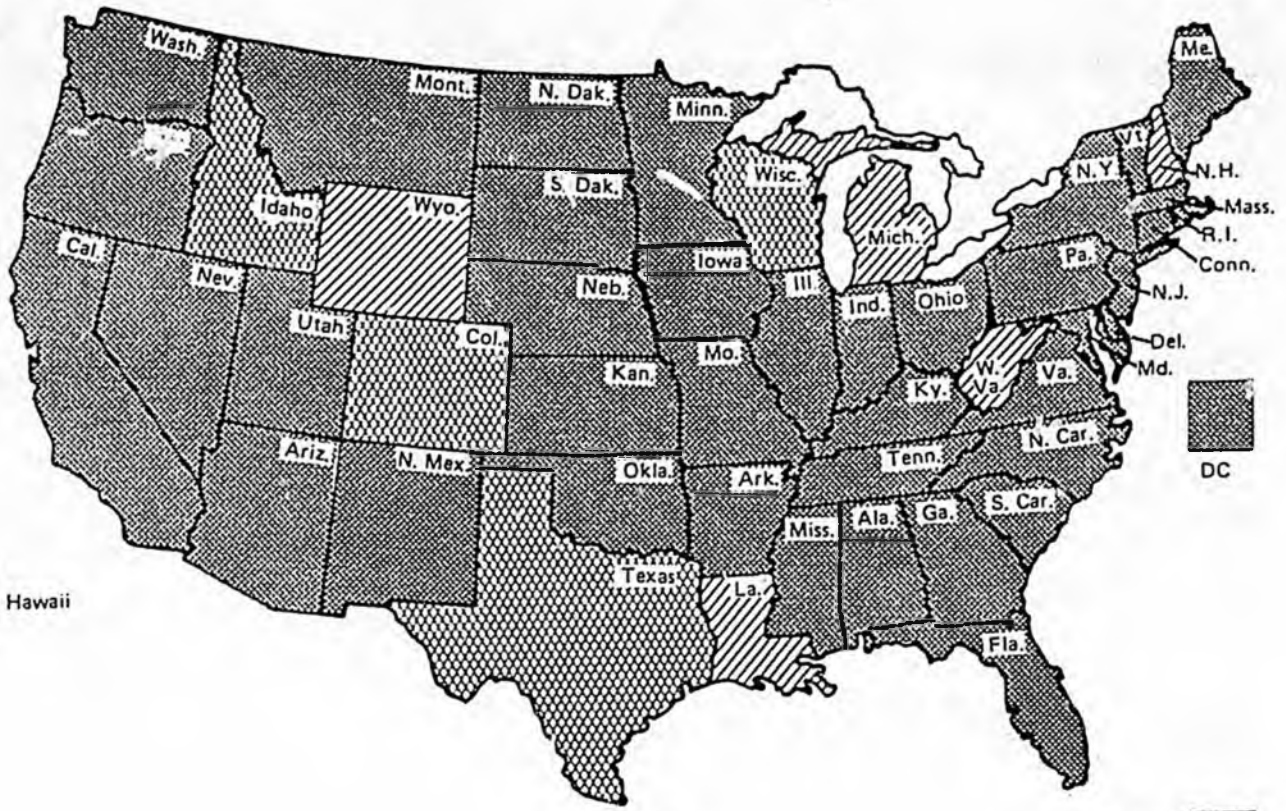 Wash.
Mont.
N. Dak.
Minn.
Me.
Vt.
N.Y.
N.H.
Mass.
R.I.
Conn.
Idaho
Wyo.
S. Dak.
Wisc.
Mich.
Cal.
Nev.
Utah
Col.
Neb.
Iowa
Ill.
Ind.
Ohio
Pa.
N.J.
Del.
Md.
Kan.
Mo.
Ky.
W.
Va.
Va.
DC
Ariz.
N. Mex.
Okla.
Ark.
Tenn.
N. Car.
S. Car.
Miss.
Ala.
Ga.
Hawaii
Texas
La.
Fla.